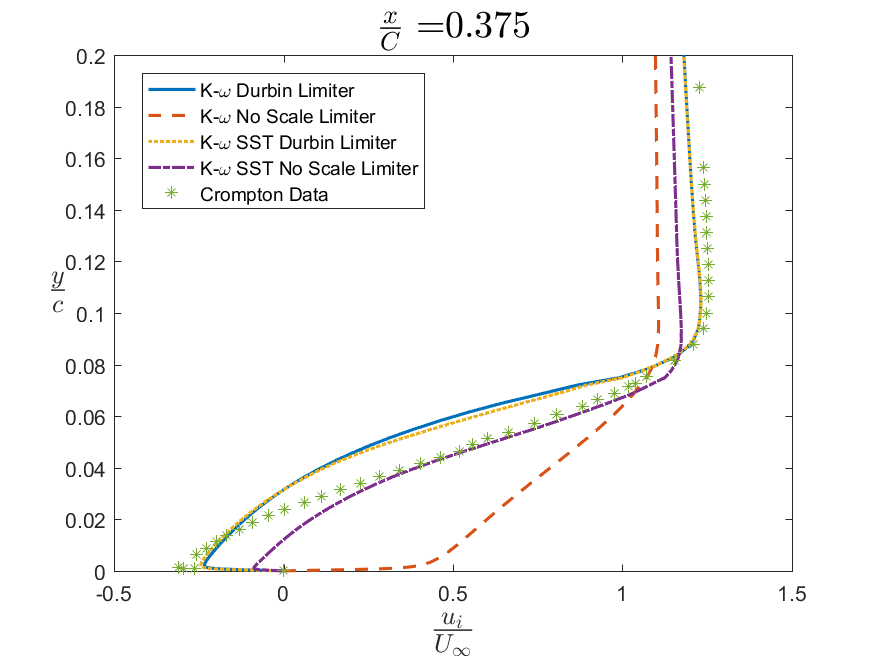 x/C =0.375
K-ω Durbin Limiter
K-ω No Scale Limiter
K-ω SST Durbin Limiter
K-ω SST No Scale Limiter
Crompton Data
0.2
0.18
0.16
0.14
0.12
0.1
0.08
0.06
0.04
0.02
0
y/c
-0.5 0 0.5 1 1.5
u_i/U_∞